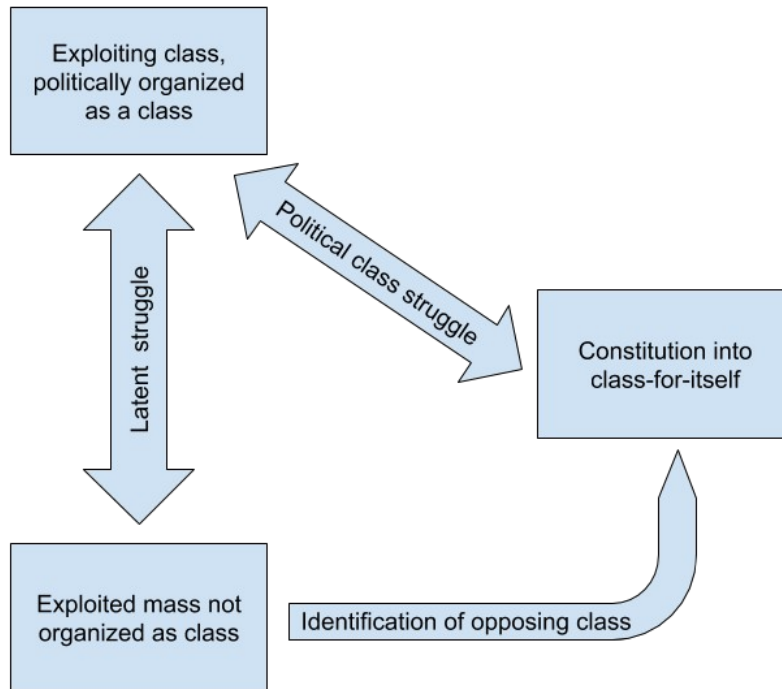 Exploiting class,
politically organized
as a class
Political class struggle
Latent  struggle
Constitution into
class-for-itself
Exploited mass not
organized as class
Identification of opposing class